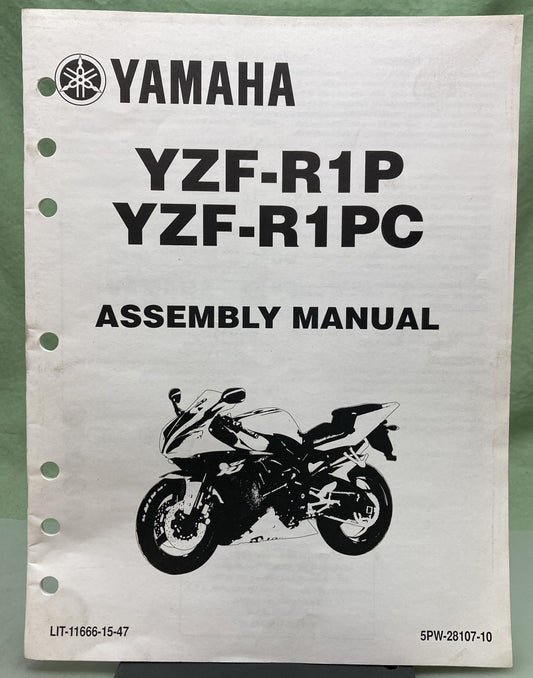 YAMAHA
YZF-R1P
YZF-R1PC
ASSEMBLY MANUAL
LIT-11666-15-47
5PW-28107-10